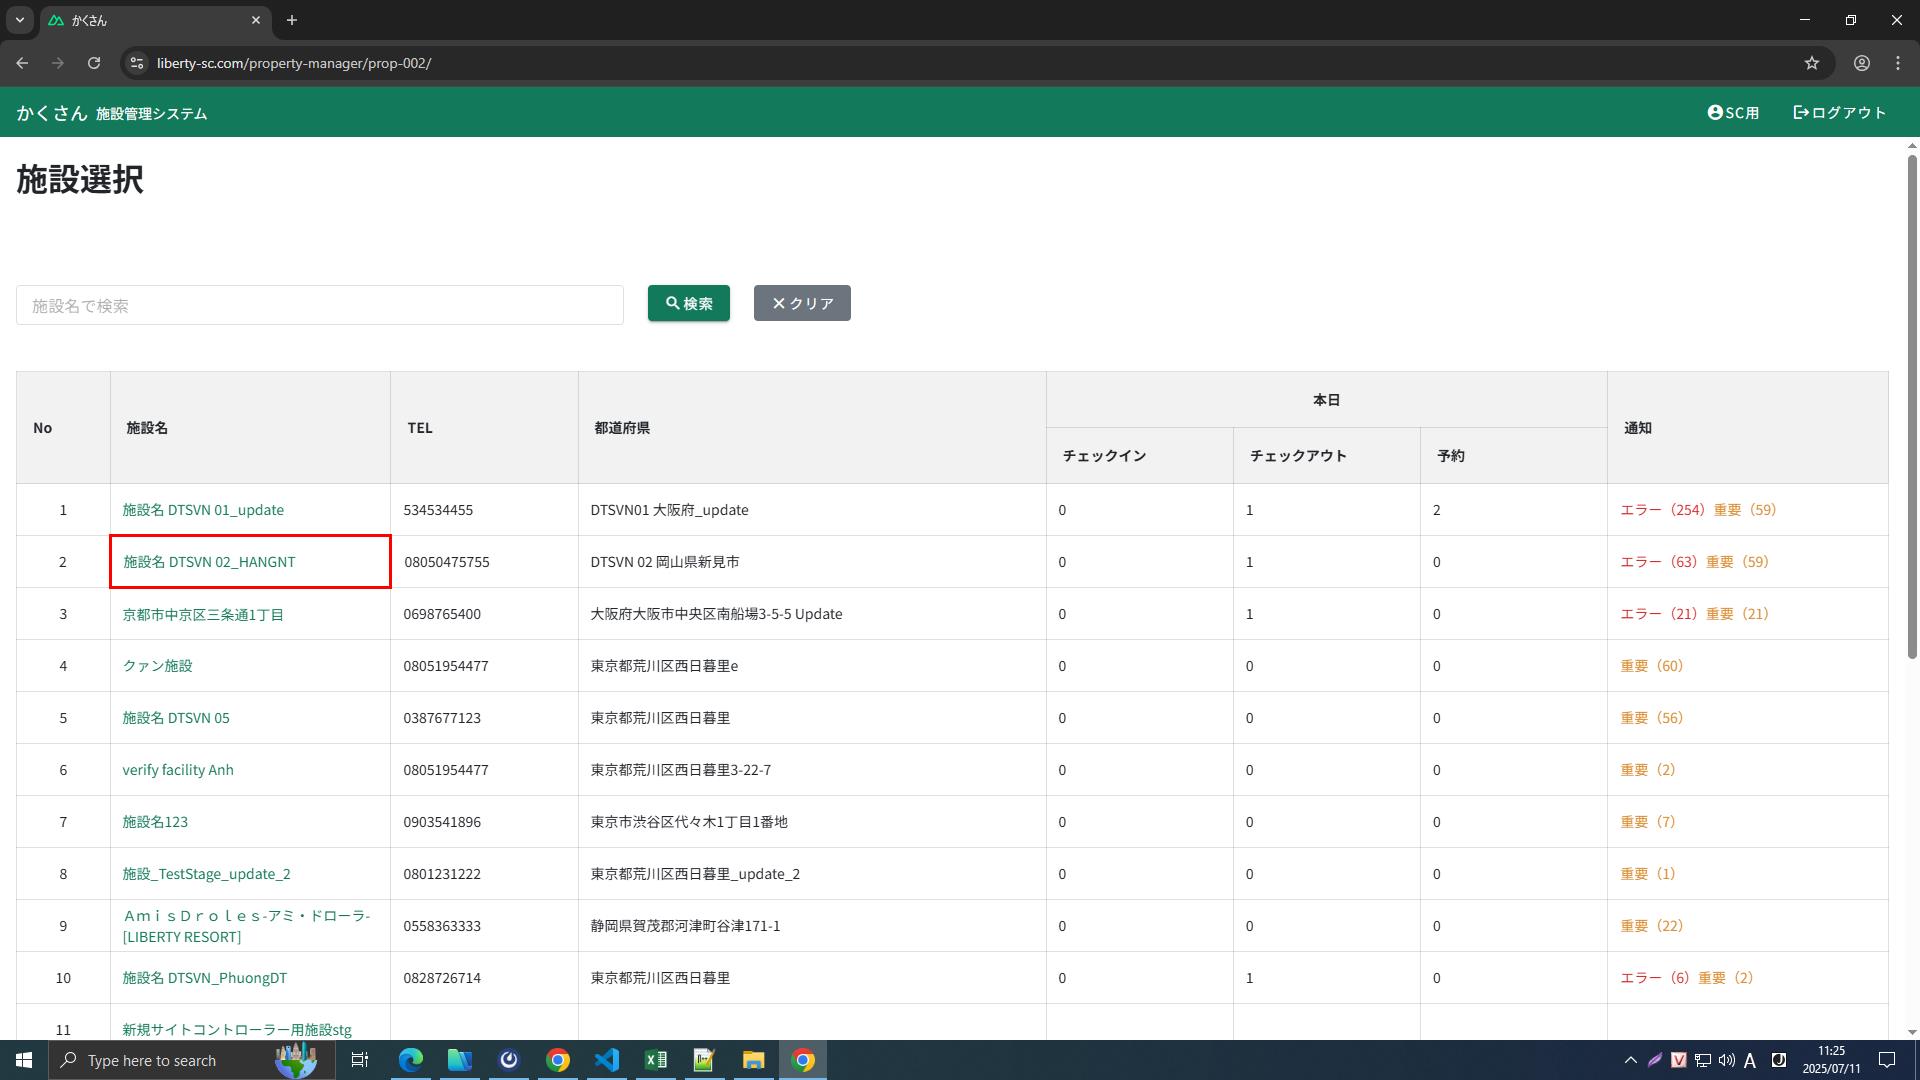 かくさん
liberty-sc.com/property-manager/prop-002/
かくさん 施設管理システム
SC用 ログアウト
施設選択
施設名で検索 検索 クリア
No 施設名 TEL 都道府県 本日 通知
チェックイン チェックアウト 予約
1 施設名 DTSVN 01_update 534534455 DTSVN01 大阪府_update 0 1 2 エラー（254）重要（59）
2 施設名 DTSVN 02_HANGNT 08050475755 DTSVN 02 岡山県新見市 0 1 0 エラー（63）重要（59）
3 京都市中京区三条通1丁目 0698765400 大阪府大阪市中央区南船場3-5-5 Update 0 1 0 エラー（21）重要（21）
4 クァン施設 08051954477 東京都荒川区西日暮里e 0 0 0 重要（60）
5 施設名 DTSVN 05 0387677123 東京都荒川区西日暮里 0 0 0 重要（56）
6 verify facility Anh 08051954477 東京都荒川区西日暮里3-22-7 0 0 0 重要（2）
7 施設名123 0903541896 東京市渋谷区代々木1丁目1番地 0 0 0 重要（7）
8 施設_TestStage_update_2 0801231222 東京都荒川区西日暮里_update_2 0 0 0 重要（1）
9 ＡｍｉｓＤｒｏｌｅｓ-アミ・ドローラ-
[LIBERTY RESORT] 0558363333 静岡県賀茂郡河津町谷津171-1 0 0 0 重要（22）
10 施設名 DTSVN_PhuongDT 0828726714 東京都荒川区西日暮里 0 1 0 エラー（6）重要（2）
11 新規サイトコントローラー用施設stg
Type here to search
A
11:25
2025/07/11